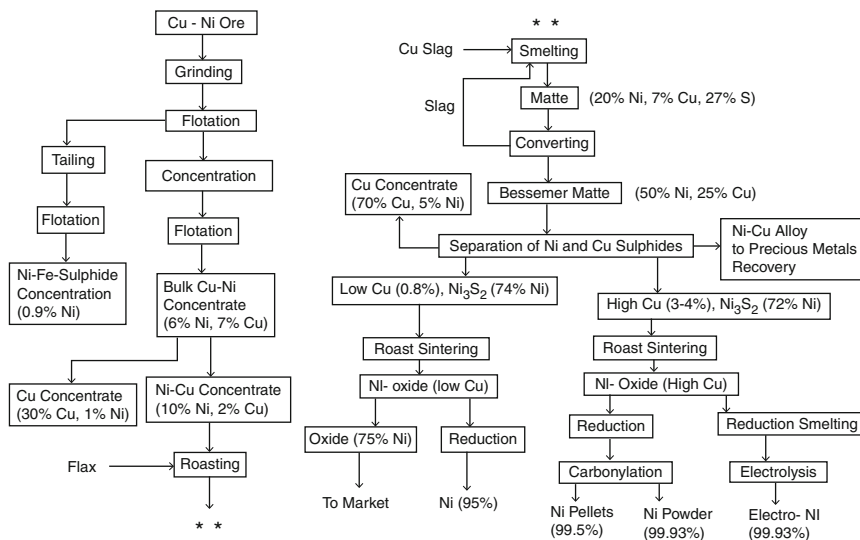 Cu - Ni Ore
Grinding
Flotation
Tailing
Concentration
Flotation
Flotation
Ni-Fe-Sulphide
Concentration
(0.9% Ni)
Bulk Cu-Ni
Concentrate
(6% Ni, 7% Cu)
Cu Concentrate
(30% Cu, 1% Ni)
Ni-Cu Concentrate
(10% Ni, 2% Cu)
Flax
Roasting
* *
* *
Cu Slag
Smelting
Slag
Matte
(20% Ni, 7% Cu, 27% S)
Converting
Cu Concentrate
(70% Cu, 5% Ni)
Bessemer Matte
(50% Ni, 25% Cu)
Separation of Ni and Cu Sulphides
Ni-Cu Alloy
to Precious Metals
Recovery
Low Cu (0.8%), Ni₃S₂ (74% Ni)
High Cu (3-4%), Ni₃S₂ (72% Ni)
Roast Sintering
Roast Sintering
NI- oxide (low Cu)
NI- Oxide (High Cu)
Oxide (75% Ni)
Reduction
Reduction
Reduction Smelting
Carbonylation
Electrolysis
To Market
Ni (95%)
Ni Pellets
(99.5%)
Ni Powder
(99.93%)
Electro- NI
(99.93%)